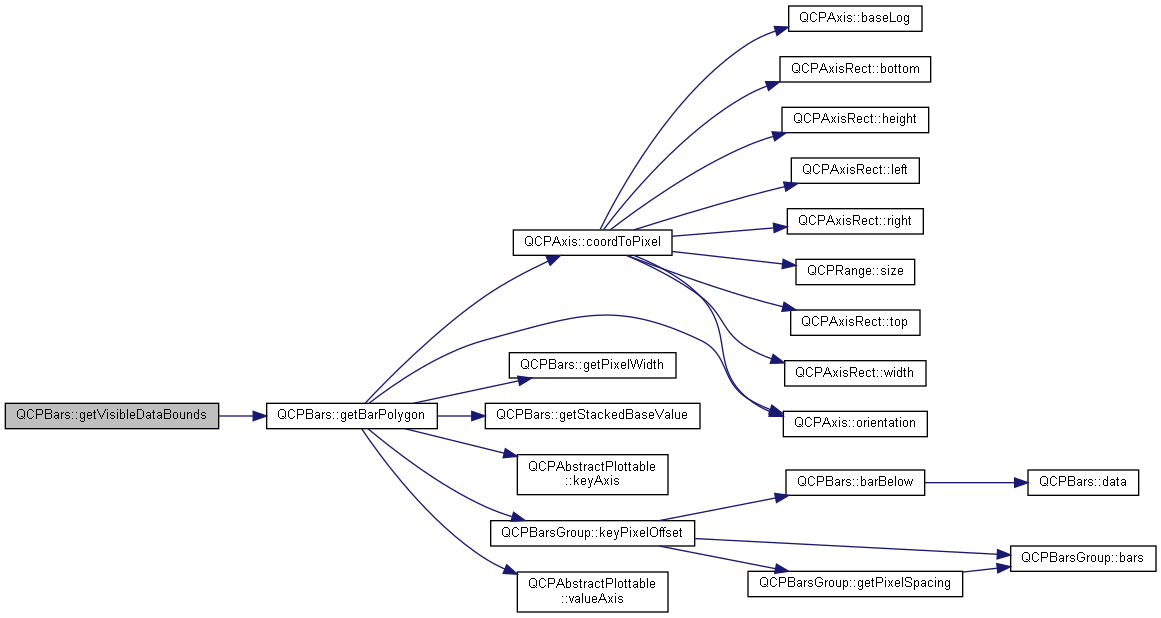 QCPAxis::baseLog
QCPAxisRect::bottom
QCPAxisRect::height
QCPAxisRect::left
QCPAxisRect::right
QCPAxis::coordToPixel
QCPRange::size
QCPAxisRect::top
QCPBars::getPixelWidth
QCPAxisRect::width
QCPBars::getVisibleDataBounds
QCPBars::getBarPolygon
QCPBars::getStackedBaseValue
QCPAxis::orientation
QCPAbstractPlottable
::keyAxis
QCPBars::barBelow
QCPBars::data
QCPBarsGroup::keyPixelOffset
QCPBarsGroup::bars
QCPBarsGroup::getPixelSpacing
QCPAbstractPlottable
::valueAxis